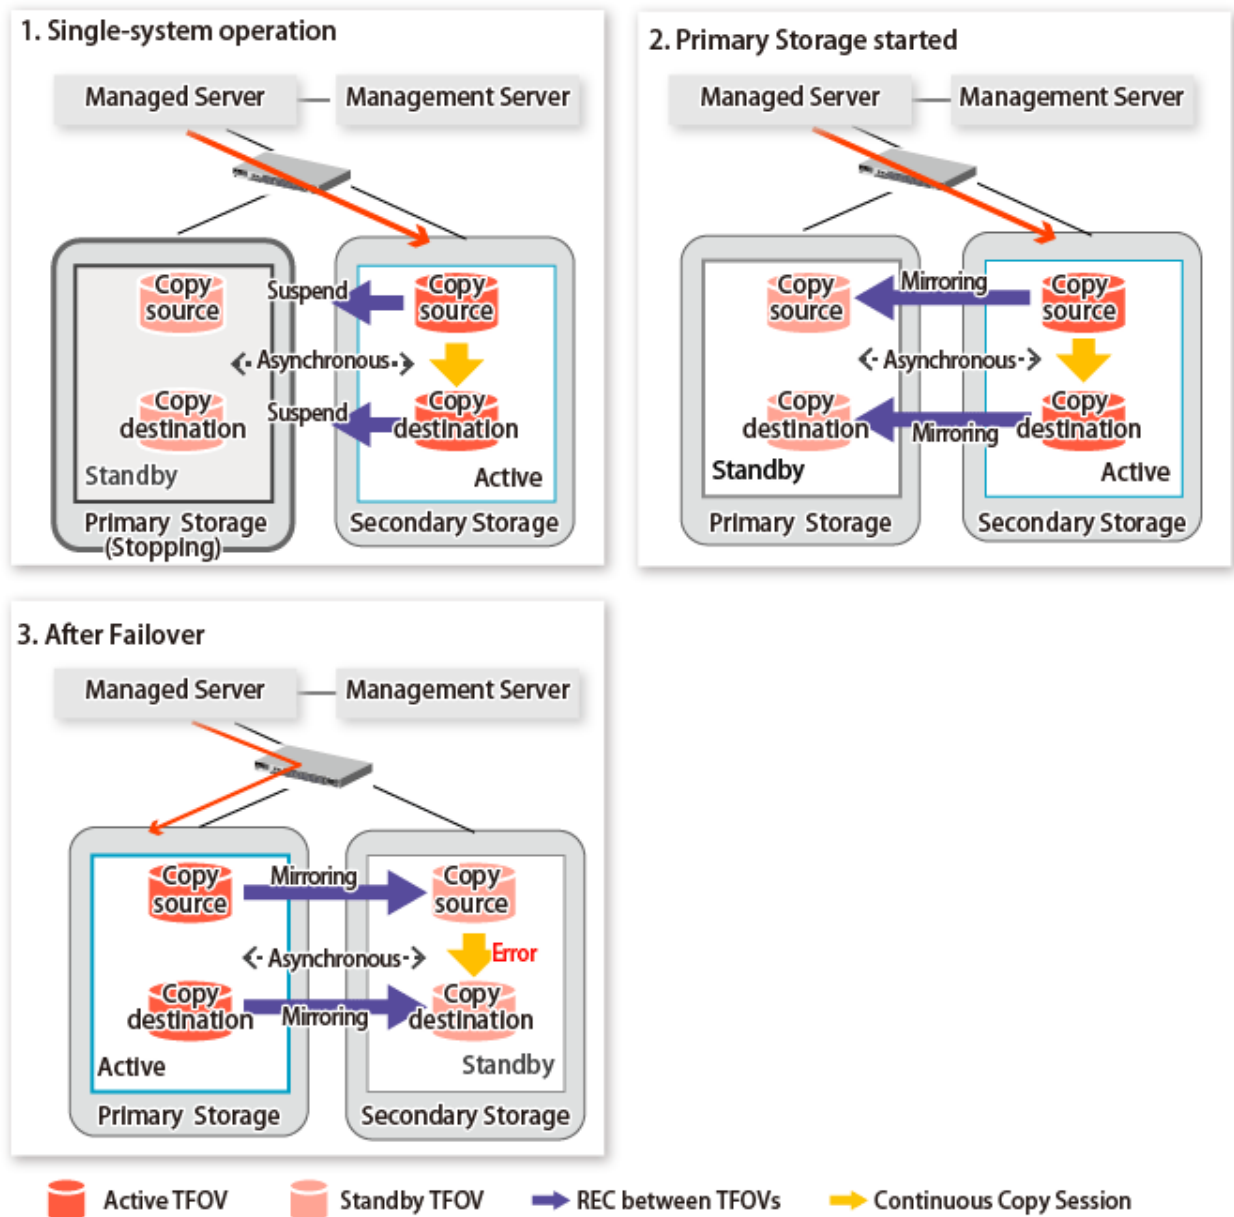 1. Single-system operation
Managed Server
Management Server
Copy
source
Suspend
Copy
source
Asynchronous
Copy
destination
Suspend
Copy
destination
Standby
Active
Primary Storage
(Stopping)
Secondary Storage
2. Primary Storage started
Managed Server
Management Server
Copy
source
Mirroring
Copy
source
Asynchronous
Copy
destination
Mirroring
Copy
destination
Standby
Active
Primary Storage
Secondary Storage
3. After Failover
Managed Server
Management Server
Copy
source
Mirroring
Copy
source
Asynchronous
Error
Copy
destination
Mirroring
Copy
destination
Active
Standby
Primary Storage
Secondary Storage
Active TFOV
Standby TFOV
REC between TFOVs
Continuous Copy Session